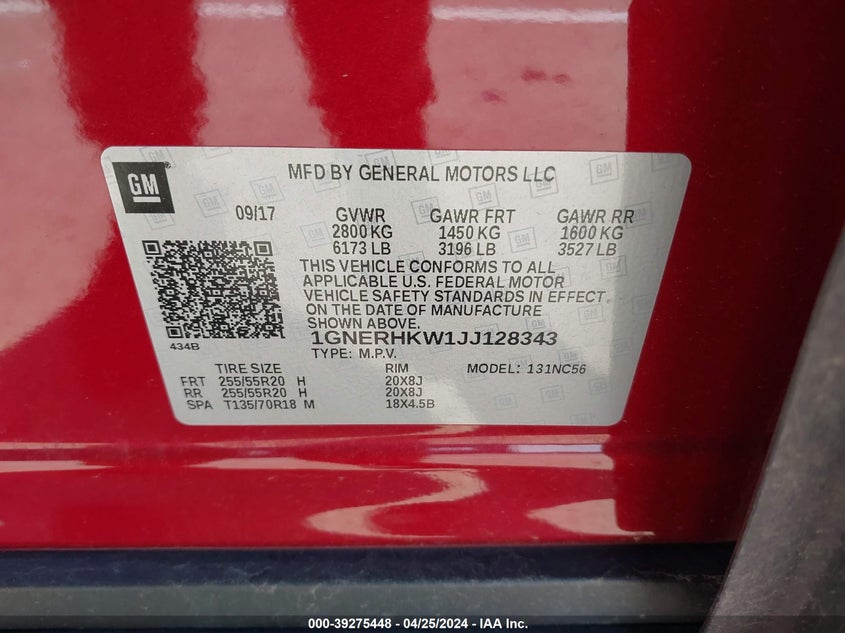 GM
MFD BY GENERAL MOTORS LLC
09/17 GVWR GAWR FRT GAWR RR
2800 KG 1450 KG 1600 KG
6173 LB 3196 LB 3527 LB
THIS VEHICLE CONFORMS TO ALL
APPLICABLE U.S. FEDERAL MOTOR
VEHICLE SAFETY STANDARDS IN EFFECT
ON THE DATE OF MANUFACTURE
SHOWN ABOVE.
434B
1GNERHKW1JJ128343
TYPE: M.P.V. MODEL: 131NC56
TIRE SIZE RIM
FRT 255/55R20 H 20X8J
RR 255/55R20 H 20X8J
SPA T135/70R18 M 18X4.5B
000-39275448 - 04/25/2024 - IAA Inc.